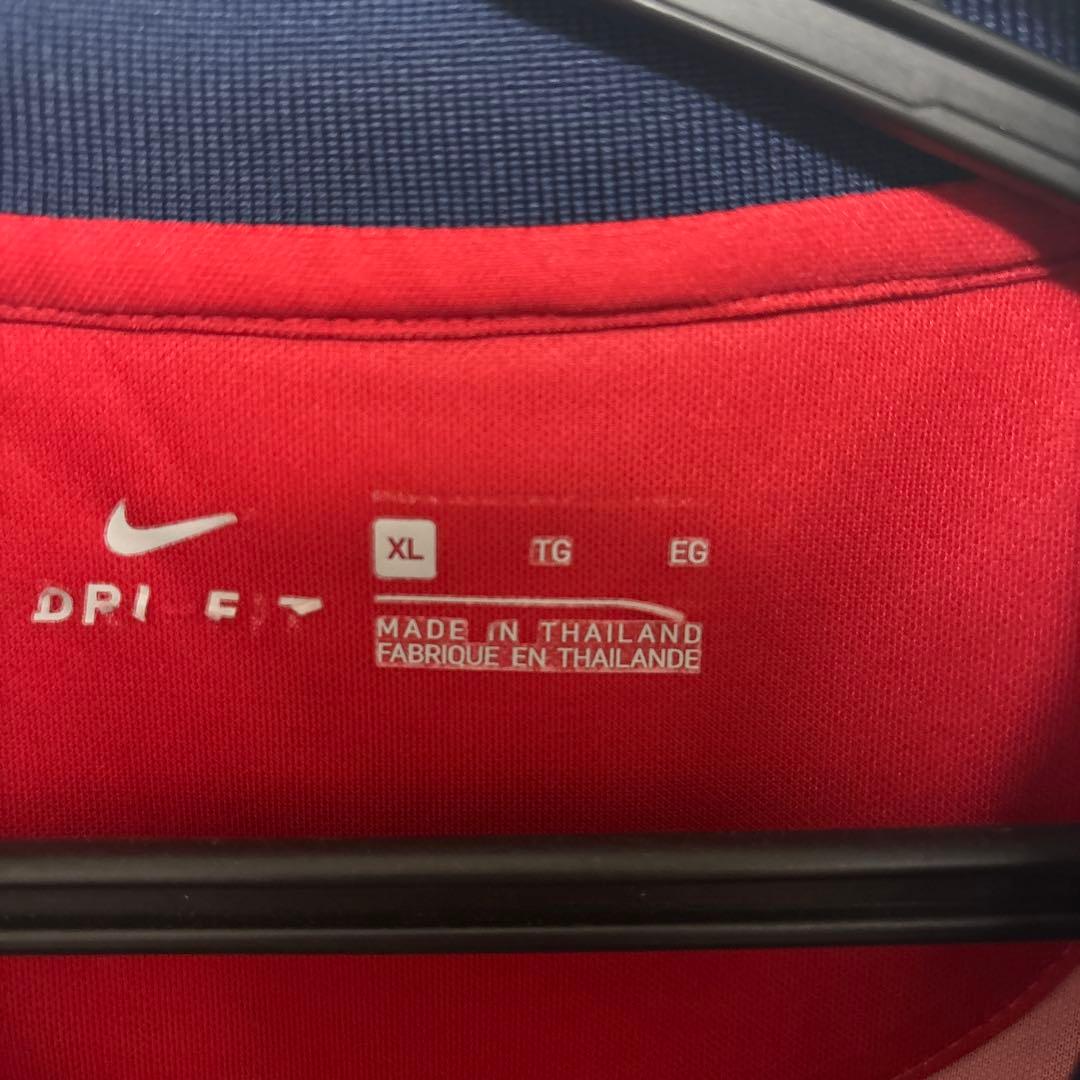 DRI FIT
XL TG EG
MADE IN THAILAND
FABRIQUE EN THAILANDE